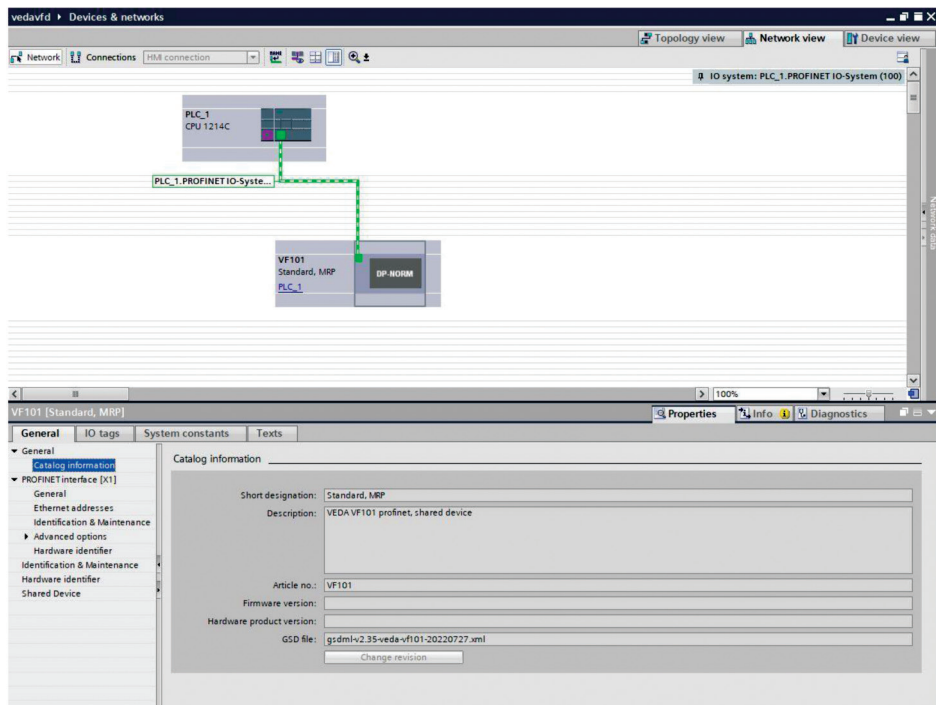 vedavfd ▸ Devices & networks
Topology view
Network view
Device view
Network
Connections
HMI connection
IO system: PLC_1.PROFINET IO-System (100)
PLC_1
CPU 1214C
PLC_1.PROFINET IO-Syste...
VF101
Standard, MRP
PLC_1
DP-NORM
Network data
100%
VF101 [Standard, MRP]
Properties
Info
Diagnostics
General
IO tags
System constants
Texts
General
Catalog information
PROFINET interface [X1]
General
Ethernet addresses
Identification & Maintenance
Advanced options
Hardware identifier
Identification & Maintenance
Hardware identifier
Shared Device
Catalog information
Short designation: Standard, MRP
Description: VEDA VF101 profinet, shared device
Article no.: VF101
Firmware version:
Hardware product version:
GSD file: gsdml-v2.35-veda-vf101-20220727.xml
Change revision